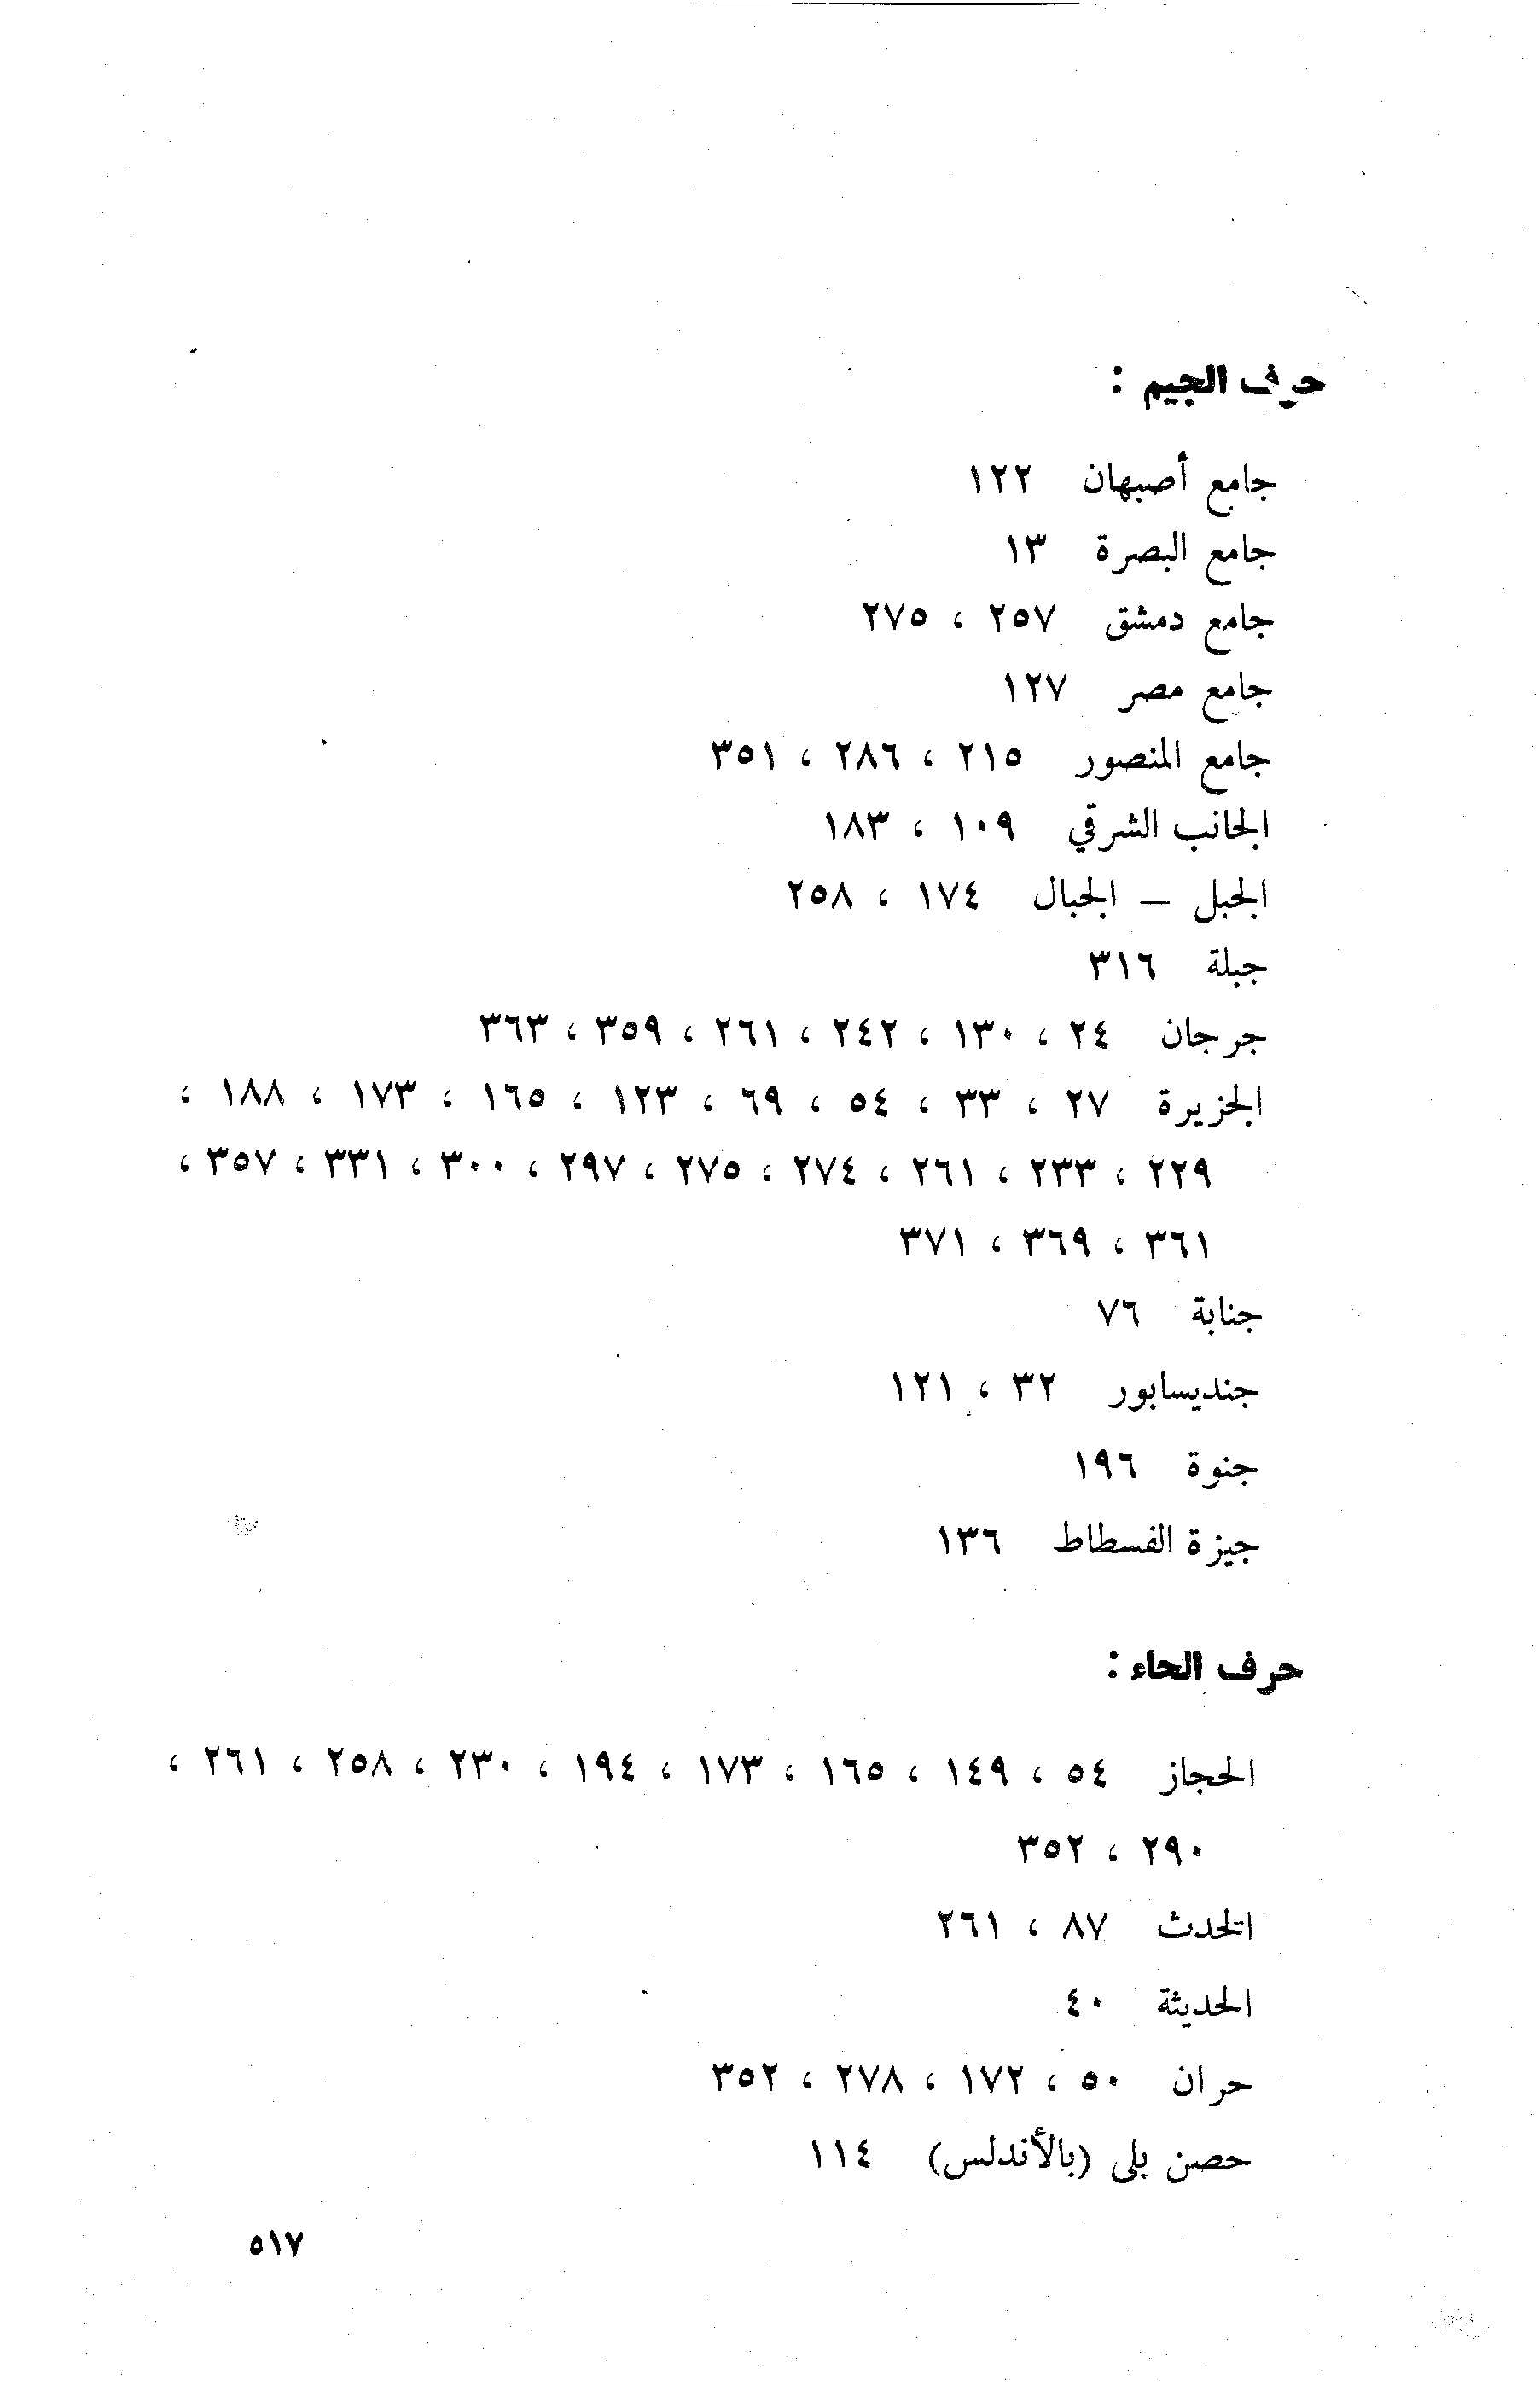 حرف الجيم :
جامع أصبهان ١٢٢
جامع البصرة ١٣
جامع دمشق ٢٥٧ ، ٢٧٥
جامع مصر ١٢٧
جامع المنصور ٢١٥ ، ٢٨٦ ، ٣٥١
الجانب الشرقي ١٠٩ ، ١٨٣
الجبل – الجبال ١٧٤ ، ٢٥٨
جبلة ٣١٦
جرجان ٢٤ ، ١٣٠ ، ٢٤٢ ، ٢٦١ ، ٣٥٩ ، ٣٦٣
الجزيرة ٢٧ ، ٣٣ ، ٥٤ ، ٦٩ ، ١٢٣ ، ١٦٥ ، ١٧٣ ، ١٨٨ ،
٢٢٩ ، ٢٣٣ ، ٢٦١ ، ٢٧٤ ، ٢٧٥ ، ٢٩٧ ، ٣٠٠ ، ٣٣١ ، ٣٥٧ ،
٣٦١ ، ٣٦٩ ، ٣٧١
جنابة ٧٦
جنديسابور ٣٢ ، ١٢١
جنوة ١٩٦
جيزة الفسطاط ١٣٦
حرف الحاء :
الحجاز ٥٤ ، ١٤٩ ، ١٦٥ ، ١٧٣ ، ١٩٤ ، ٢٣٠ ، ٢٥٨ ، ٢٦١ ،
٢٩٠ ، ٣٥٢
الحدث ٨٧ ، ٢٦١
الحديثة ٤٠
حران ٥٠ ، ١٧٢ ، ٢٧٨ ، ٣٥٢
حصن بلى (بالأندلس) ١١٤
٥١٧